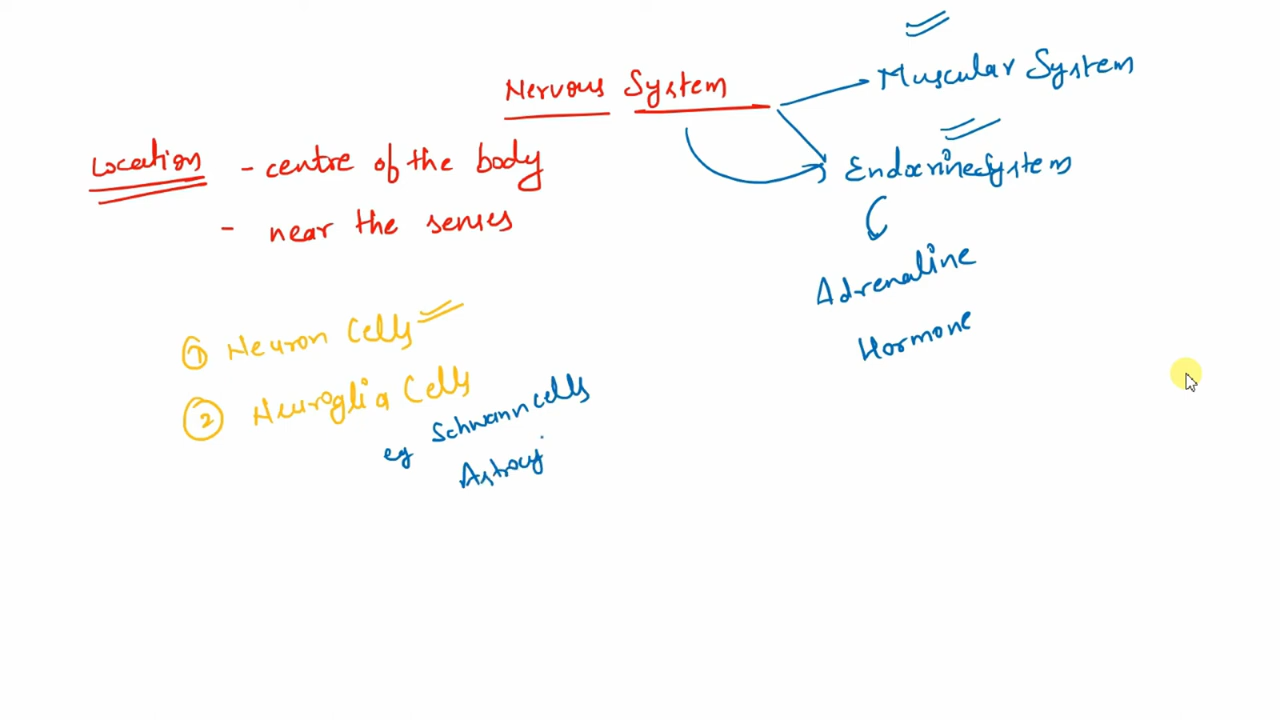 Nervous System
Muscular System
Location - centre of the body
Endocrine System
- near the senses
Adrenaline
Hormone
1 Neuron Cells
2 Neuroglia Cells
eg Schwann cells
Astrocy